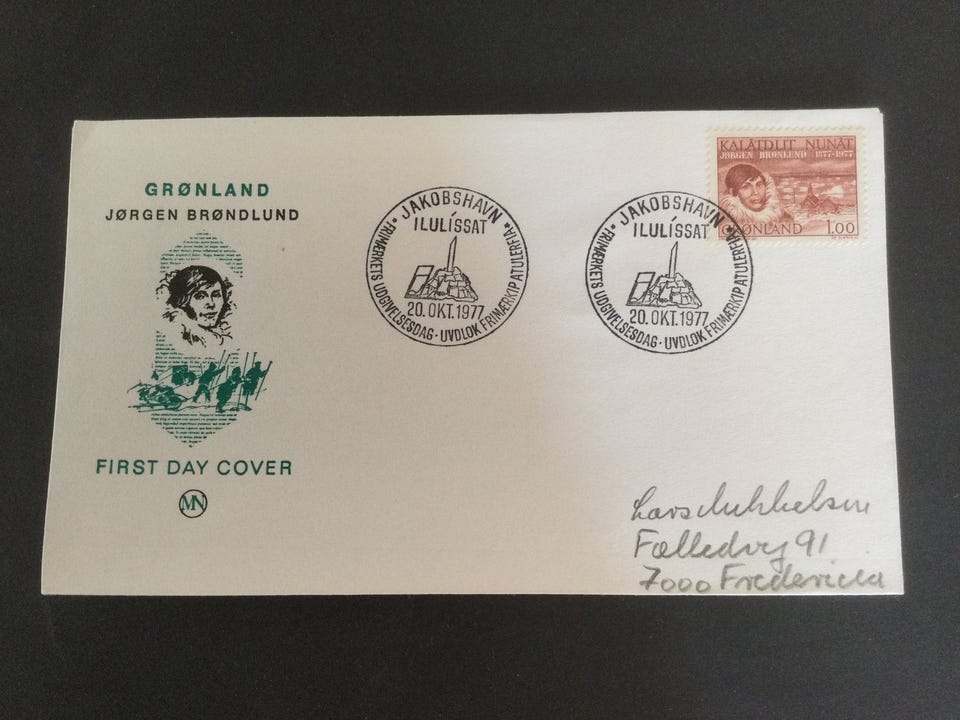 GRØNLAND
JØRGEN BRØNDLUND
FIRST DAY COVER
MN
JAKOBSHAVN
ILULÍSSAT
20.OKT.1977
FRIMÆRKETS UDGIVELSESDAG · UVDLOK FRIMÆRKIP ATULERFIA
JAKOBSHAVN
ILULÍSSAT
20.OKT.1977
FRIMÆRKETS UDGIVELSESDAG · UVDLOK FRIMÆRKIP ATULERFIA
KALÂTDLIT NUNÂT
JØRGEN BRØNLUND 1877-1977
GRØNLAND 1.00
Lars Mikkelsen
Fælledvej 91
7000 Fredericia